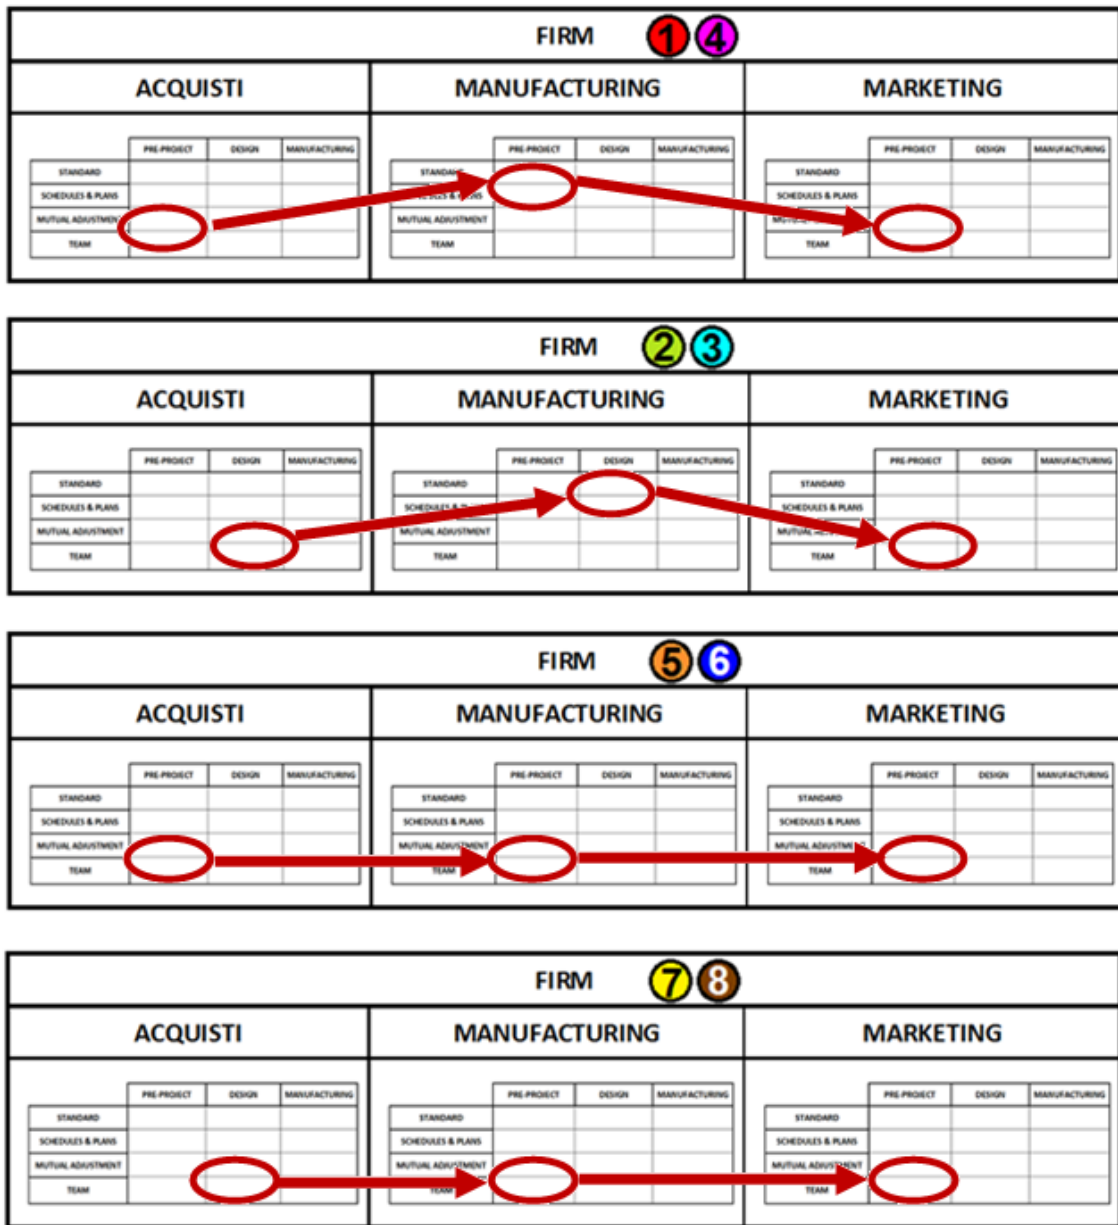 FIRM 1 4
ACQUISTI MANUFACTURING MARKETING
PRE-PROJECT DESIGN MANUFACTURING PRE-PROJECT DESIGN MANUFACTURING PRE-PROJECT DESIGN MANUFACTURING
STANDARD STANDARD
SCHEDULES & PLANS & PLANS SCHEDULES & PLANS
MUTUAL ADJUSTMENT MUTUAL ADJUSTMENT
TEAM TEAM TEAM
FIRM 2 3
ACQUISTI MANUFACTURING MARKETING
PRE-PROJECT DESIGN MANUFACTURING PRE-PROJECT DESIGN MANUFACTURING PRE-PROJECT DESIGN MANUFACTURING
STANDARD STANDARD STANDARD
SCHEDULES & PLANS SCHEDULES & PLANS SCHEDULES & PLANS
MUTUAL ADJUSTMENT MUTUAL ADJUSTMENT MUTUAL
TEAM TEAM TEAM
FIRM 5 6
ACQUISTI MANUFACTURING MARKETING
PRE-PROJECT DESIGN MANUFACTURING PRE-PROJECT DESIGN MANUFACTURING PRE-PROJECT DESIGN MANUFACTURING
STANDARD STANDARD STANDARD
SCHEDULES & PLANS SCHEDULES & PLANS SCHEDULES & PLANS
MUTUAL ADJUSTMENT MUTUAL ADJUSTMENT MUTUAL ADJUSTMENT
TEAM TEAM TEAM
FIRM 7 8
ACQUISTI MANUFACTURING MARKETING
PRE-PROJECT DESIGN MANUFACTURING PRE-PROJECT DESIGN MANUFACTURING PRE-PROJECT DESIGN MANUFACTURING
STANDARD STANDARD STANDARD
SCHEDULES & PLANS SCHEDULES & PLANS SCHEDULES & PLANS
MUTUAL ADJUSTMENT MUTUAL ADJUSTMENT MUTUAL ADJUSTMENT
TEAM TEAM TEAM